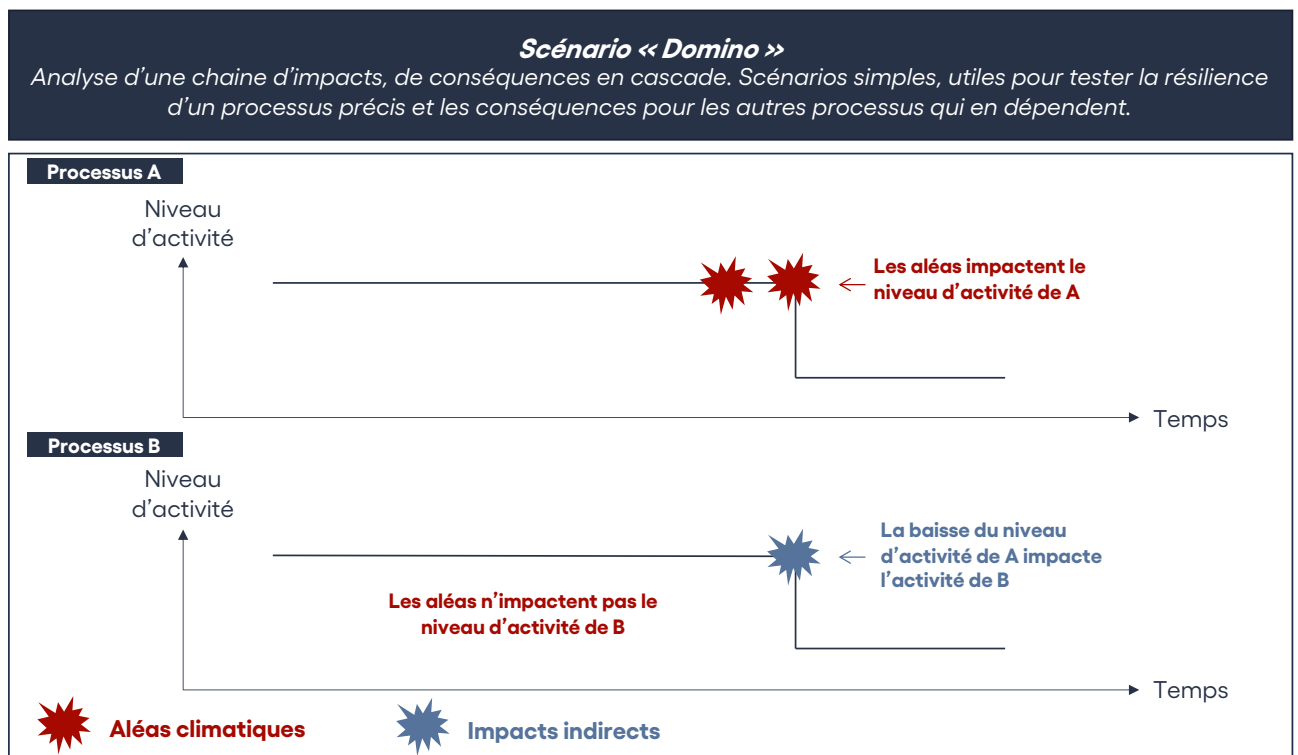 Scénario « Domino »
Analyse d’une chaine d’impacts, de conséquences en cascade. Scénarios simples, utiles pour tester la résilience
d’un processus précis et les conséquences pour les autres processus qui en dépendent.
Processus A
Niveau
d’activité
Les aléas impactent le
niveau d’activité de A
Temps
Processus B
Niveau
d’activité
La baisse du niveau
d’activité de A impacte
l’activité de B
Les aléas n’impactent pas le
niveau d’activité de B
Temps
Aléas climatiques
Impacts indirects